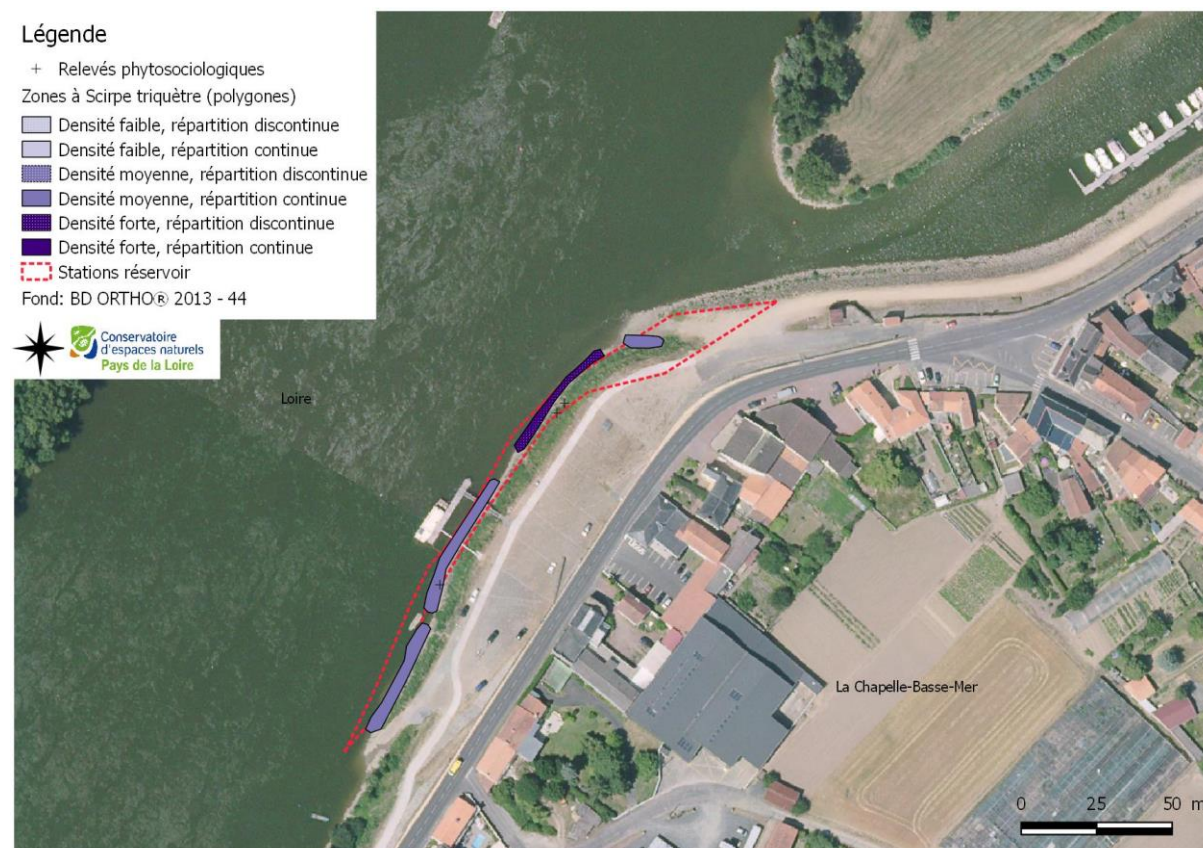 Légende
+ Relevés phytosociologiques
Zones à Scirpe triquètre (polygones)
Densité faible, répartition discontinue
Densité faible, répartition continue
Densité moyenne, répartition discontinue
Densité moyenne, répartition continue
Densité forte, répartition discontinue
Densité forte, répartition continue
Stations réservoir
Fond: BD ORTHO® 2013 - 44
Conservatoire
d'espaces naturels
Pays de la Loire
Loire
La Chapelle-Basse-Mer
0 25 50 m